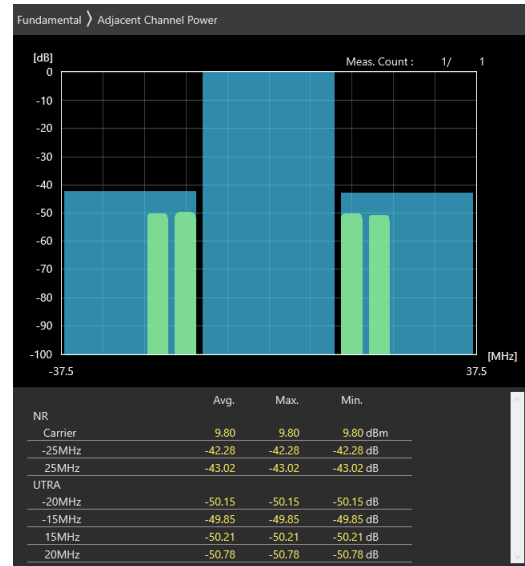 Fundamental 〉 Adjacent Channel Power
[dB]
Meas. Count : 1/ 1
0
-10
-20
-30
-40
-50
-60
-70
-80
-90
-100
[MHz]
-37.5 37.5
Avg. Max. Min.
NR
Carrier 9.80 9.80 9.80 dBm
-25MHz -42.28 -42.28 -42.28 dB
25MHz -43.02 -43.02 -43.02 dB
UTRA
-20MHz -50.15 -50.15 -50.15 dB
-15MHz -49.85 -49.85 -49.85 dB
15MHz -50.21 -50.21 -50.21 dB
20MHz -50.78 -50.78 -50.78 dB